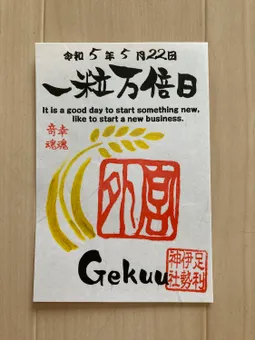 令和5年5月22日
一粒万倍日
It is a good day to start something new,
like to start a new business.
幸魂
奇魂
外宮
Gekuu
足利
伊勢
神社